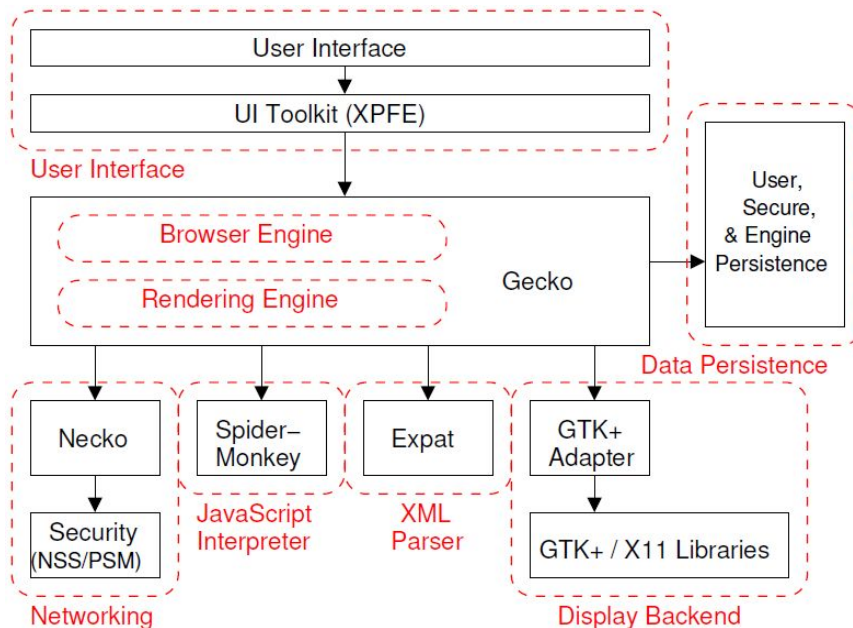 User Interface
UI Toolkit (XPFE)
User Interface
User,
Secure,
& Engine
Persistence
Data Persistence
Browser Engine
Rendering Engine
Gecko
Necko
Security
(NSS/PSM)
Networking
Spider–
Monkey
JavaScript
Interpreter
Expat
XML
Parser
GTK+
Adapter
GTK+ / X11 Libraries
Display Backend